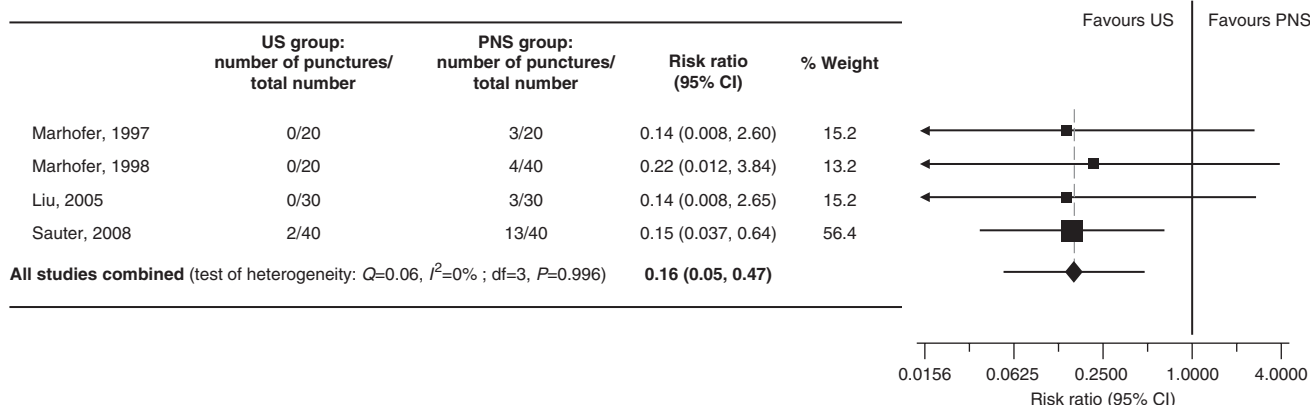 Favours US Favours PNS
US group: PNS group:
number of punctures/ number of punctures/ Risk ratio % Weight
total number total number (95% CI)
Marhofer, 1997 0/20 3/20 0.14 (0.008, 2.60) 15.2
Marhofer, 1998 0/20 4/40 0.22 (0.012, 3.84) 13.2
Liu, 2005 0/30 3/30 0.14 (0.008, 2.65) 15.2
Sauter, 2008 2/40 13/40 0.15 (0.037, 0.64) 56.4
All studies combined (test of heterogeneity: Q=0.06, I²=0% ; df=3, P=0.996) 0.16 (0.05, 0.47)
0.0156 0.0625 0.2500 1.0000 4.0000
Risk ratio (95% CI)